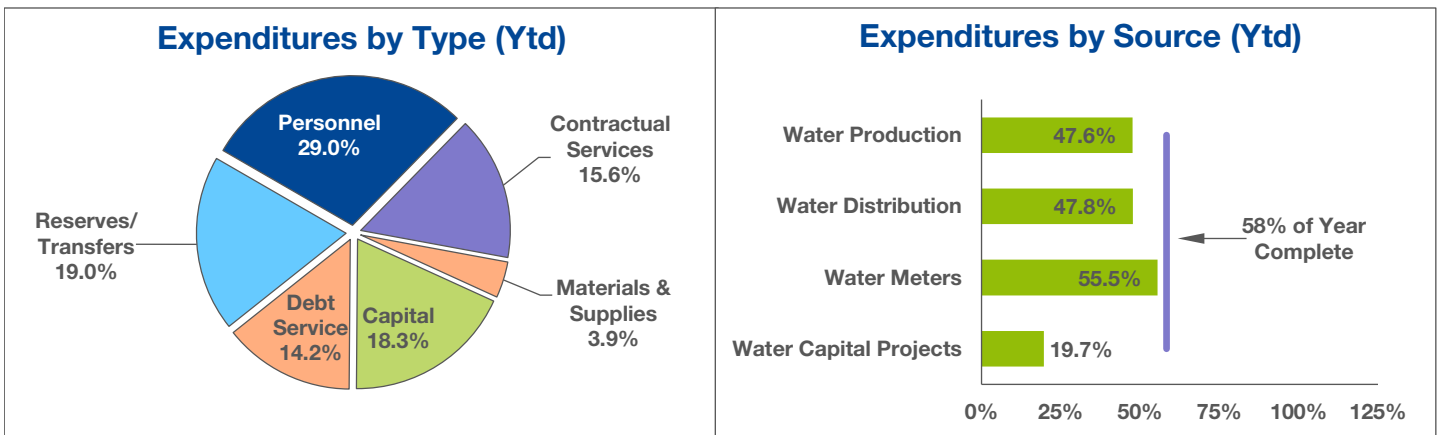 Expenditures by Type (Ytd)
Personnel
29.0%
Contractual
Services
15.6%
Materials &
Supplies
3.9%
Capital
18.3%
Debt
Service
14.2%
Reserves/
Transfers
19.0%
Expenditures by Source (Ytd)
Water Production
47.6%
Water Distribution
47.8%
Water Meters
55.5%
Water Capital Projects
19.7%
58% of Year
Complete
0% 25% 50% 75% 100% 125%